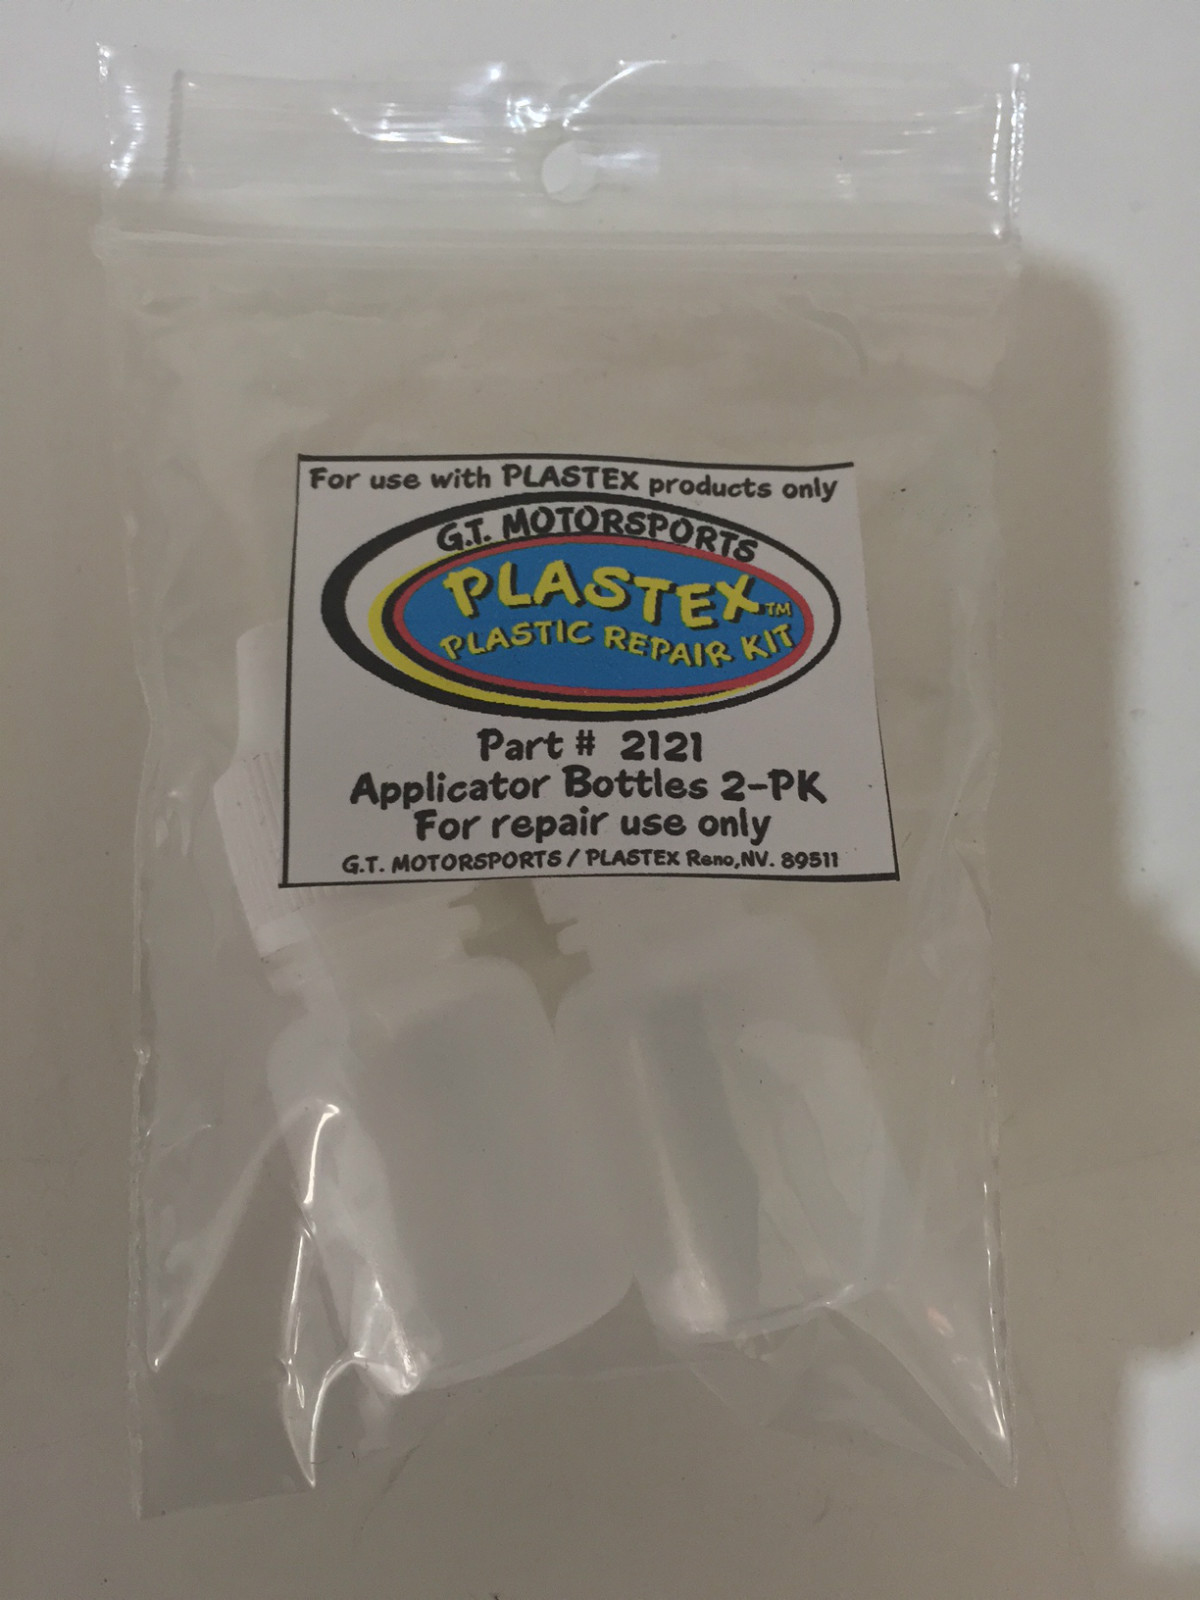 For use with PLASTEX products only
G.T. MOTORSPORTS
PLASTEX™
PLASTIC REPAIR KIT
Part # 2121
Applicator Bottles 2-PK
For repair use only
G.T. MOTORSPORTS / PLASTEX Reno,NV. 89511